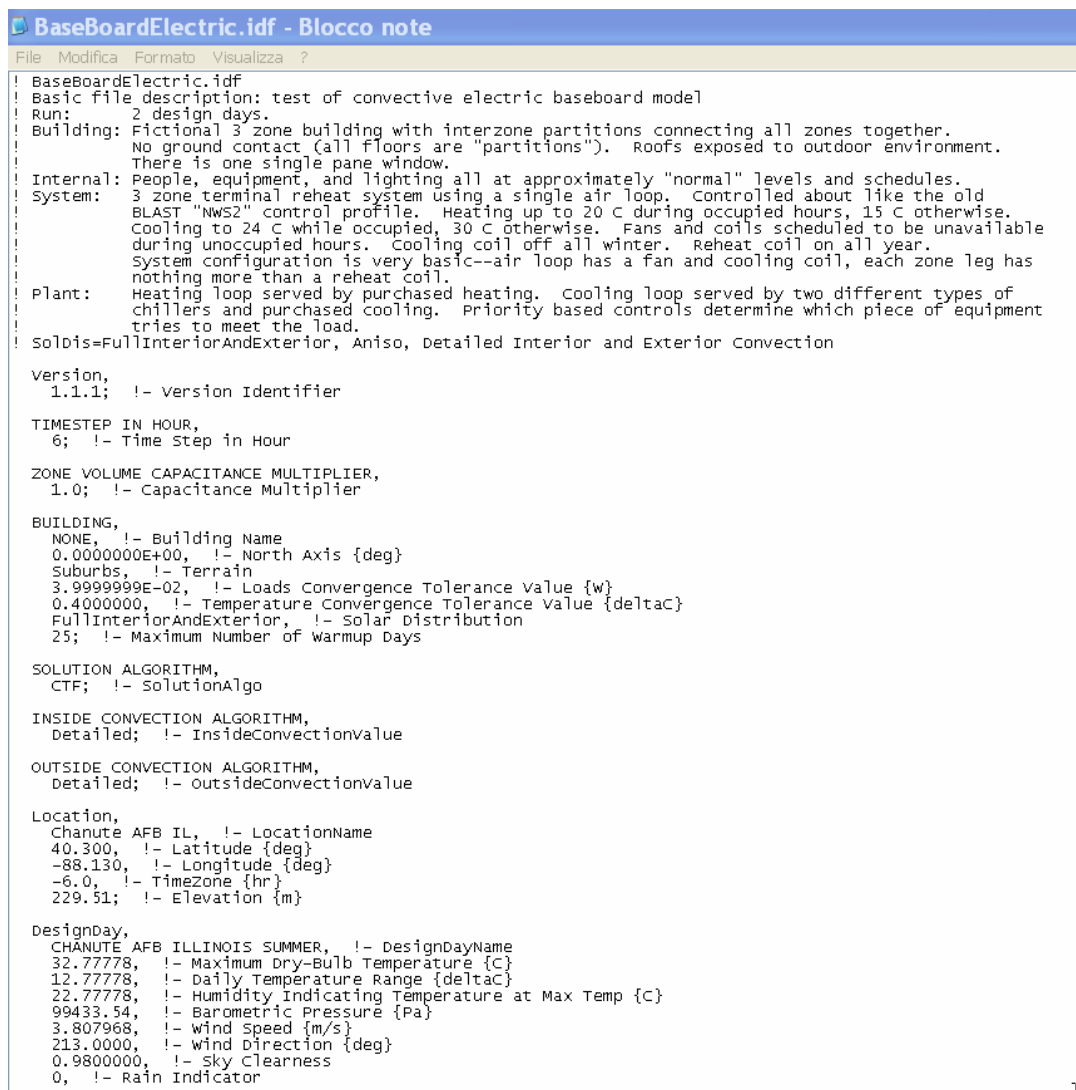 BaseBoardElectric.idf - Blocco note
File Modifica Formato Visualizza ?
! BaseBoardElectric.idf
! Basic file description: test of convective electric baseboard model
! Run: 2 design days.
! Building: Fictional 3 zone building with interzone partitions connecting all zones together.
! No ground contact (all floors are "partitions"). Roofs exposed to outdoor environment.
! There is one single pane window.
! Internal: People, equipment, and lighting all at approximately "normal" levels and schedules.
! System: 3 zone terminal reheat system using a single air loop. Controlled about like the old
! BLAST "NWS2" control profile. Heating up to 20 C during occupied hours, 15 C otherwise.
! Cooling to 24 C while occupied, 30 C otherwise. Fans and coils scheduled to be unavailable
! during unoccupied hours. Cooling coil off all winter. Reheat coil on all year.
! System configuration is very basic--air loop has a fan and cooling coil, each zone leg has
! nothing more than a reheat coil.
! Plant: Heating loop served by purchased heating. Cooling loop served by two different types of
! chillers and purchased cooling. Priority based controls determine which piece of equipment
! tries to meet the load.
! SolDis=FullInteriorAndExterior, Aniso, Detailed Interior and Exterior Convection
Version,
1.1.1; !- Version Identifier
TIMESTEP IN HOUR,
6; !- Time Step in Hour
ZONE VOLUME CAPACITANCE MULTIPLIER,
1.0; !- Capacitance Multiplier
BUILDING,
NONE, !- Building Name
0.0000000E+00, !- North Axis {deg}
Suburbs, !- Terrain
3.9999999E-02, !- Loads Convergence Tolerance Value {W}
0.4000000, !- Temperature Convergence Tolerance Value {deltaC}
FullInteriorAndExterior, !- Solar Distribution
25; !- Maximum Number of Warmup Days
SOLUTION ALGORITHM,
CTF; !- SolutionAlgo
INSIDE CONVECTION ALGORITHM,
Detailed; !- InsideConvectionValue
OUTSIDE CONVECTION ALGORITHM,
Detailed; !- OutsideConvectionValue
Location,
Chanute AFB IL, !- LocationName
40.300, !- Latitude {deg}
-88.130, !- Longitude {deg}
-6.0, !- TimeZone {hr}
229.51; !- Elevation {m}
DesignDay,
CHANUTE AFB ILLINOIS SUMMER, !- DesignDayName
32.77778, !- Maximum Dry-Bulb Temperature {C}
12.77778, !- Daily Temperature Range {deltaC}
22.77778, !- Humidity Indicating Temperature at Max Temp {C}
99433.54, !- Barometric Pressure {Pa}
3.807968, !- Wind Speed {m/s}
213.0000, !- Wind Direction {deg}
0.9800000, !- Sky Clearness
0, !- Rain Indicator